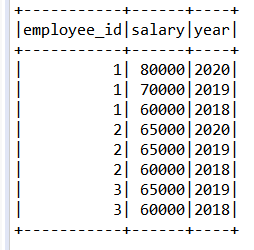 +-----------+------+----+
|employee_id|salary|year|
+-----------+------+----+
|          1| 80000|2020|
|          1| 70000|2019|
|          1| 60000|2018|
|          2| 65000|2020|
|          2| 65000|2019|
|          2| 60000|2018|
|          3| 65000|2019|
|          3| 60000|2018|
+-----------+------+----+